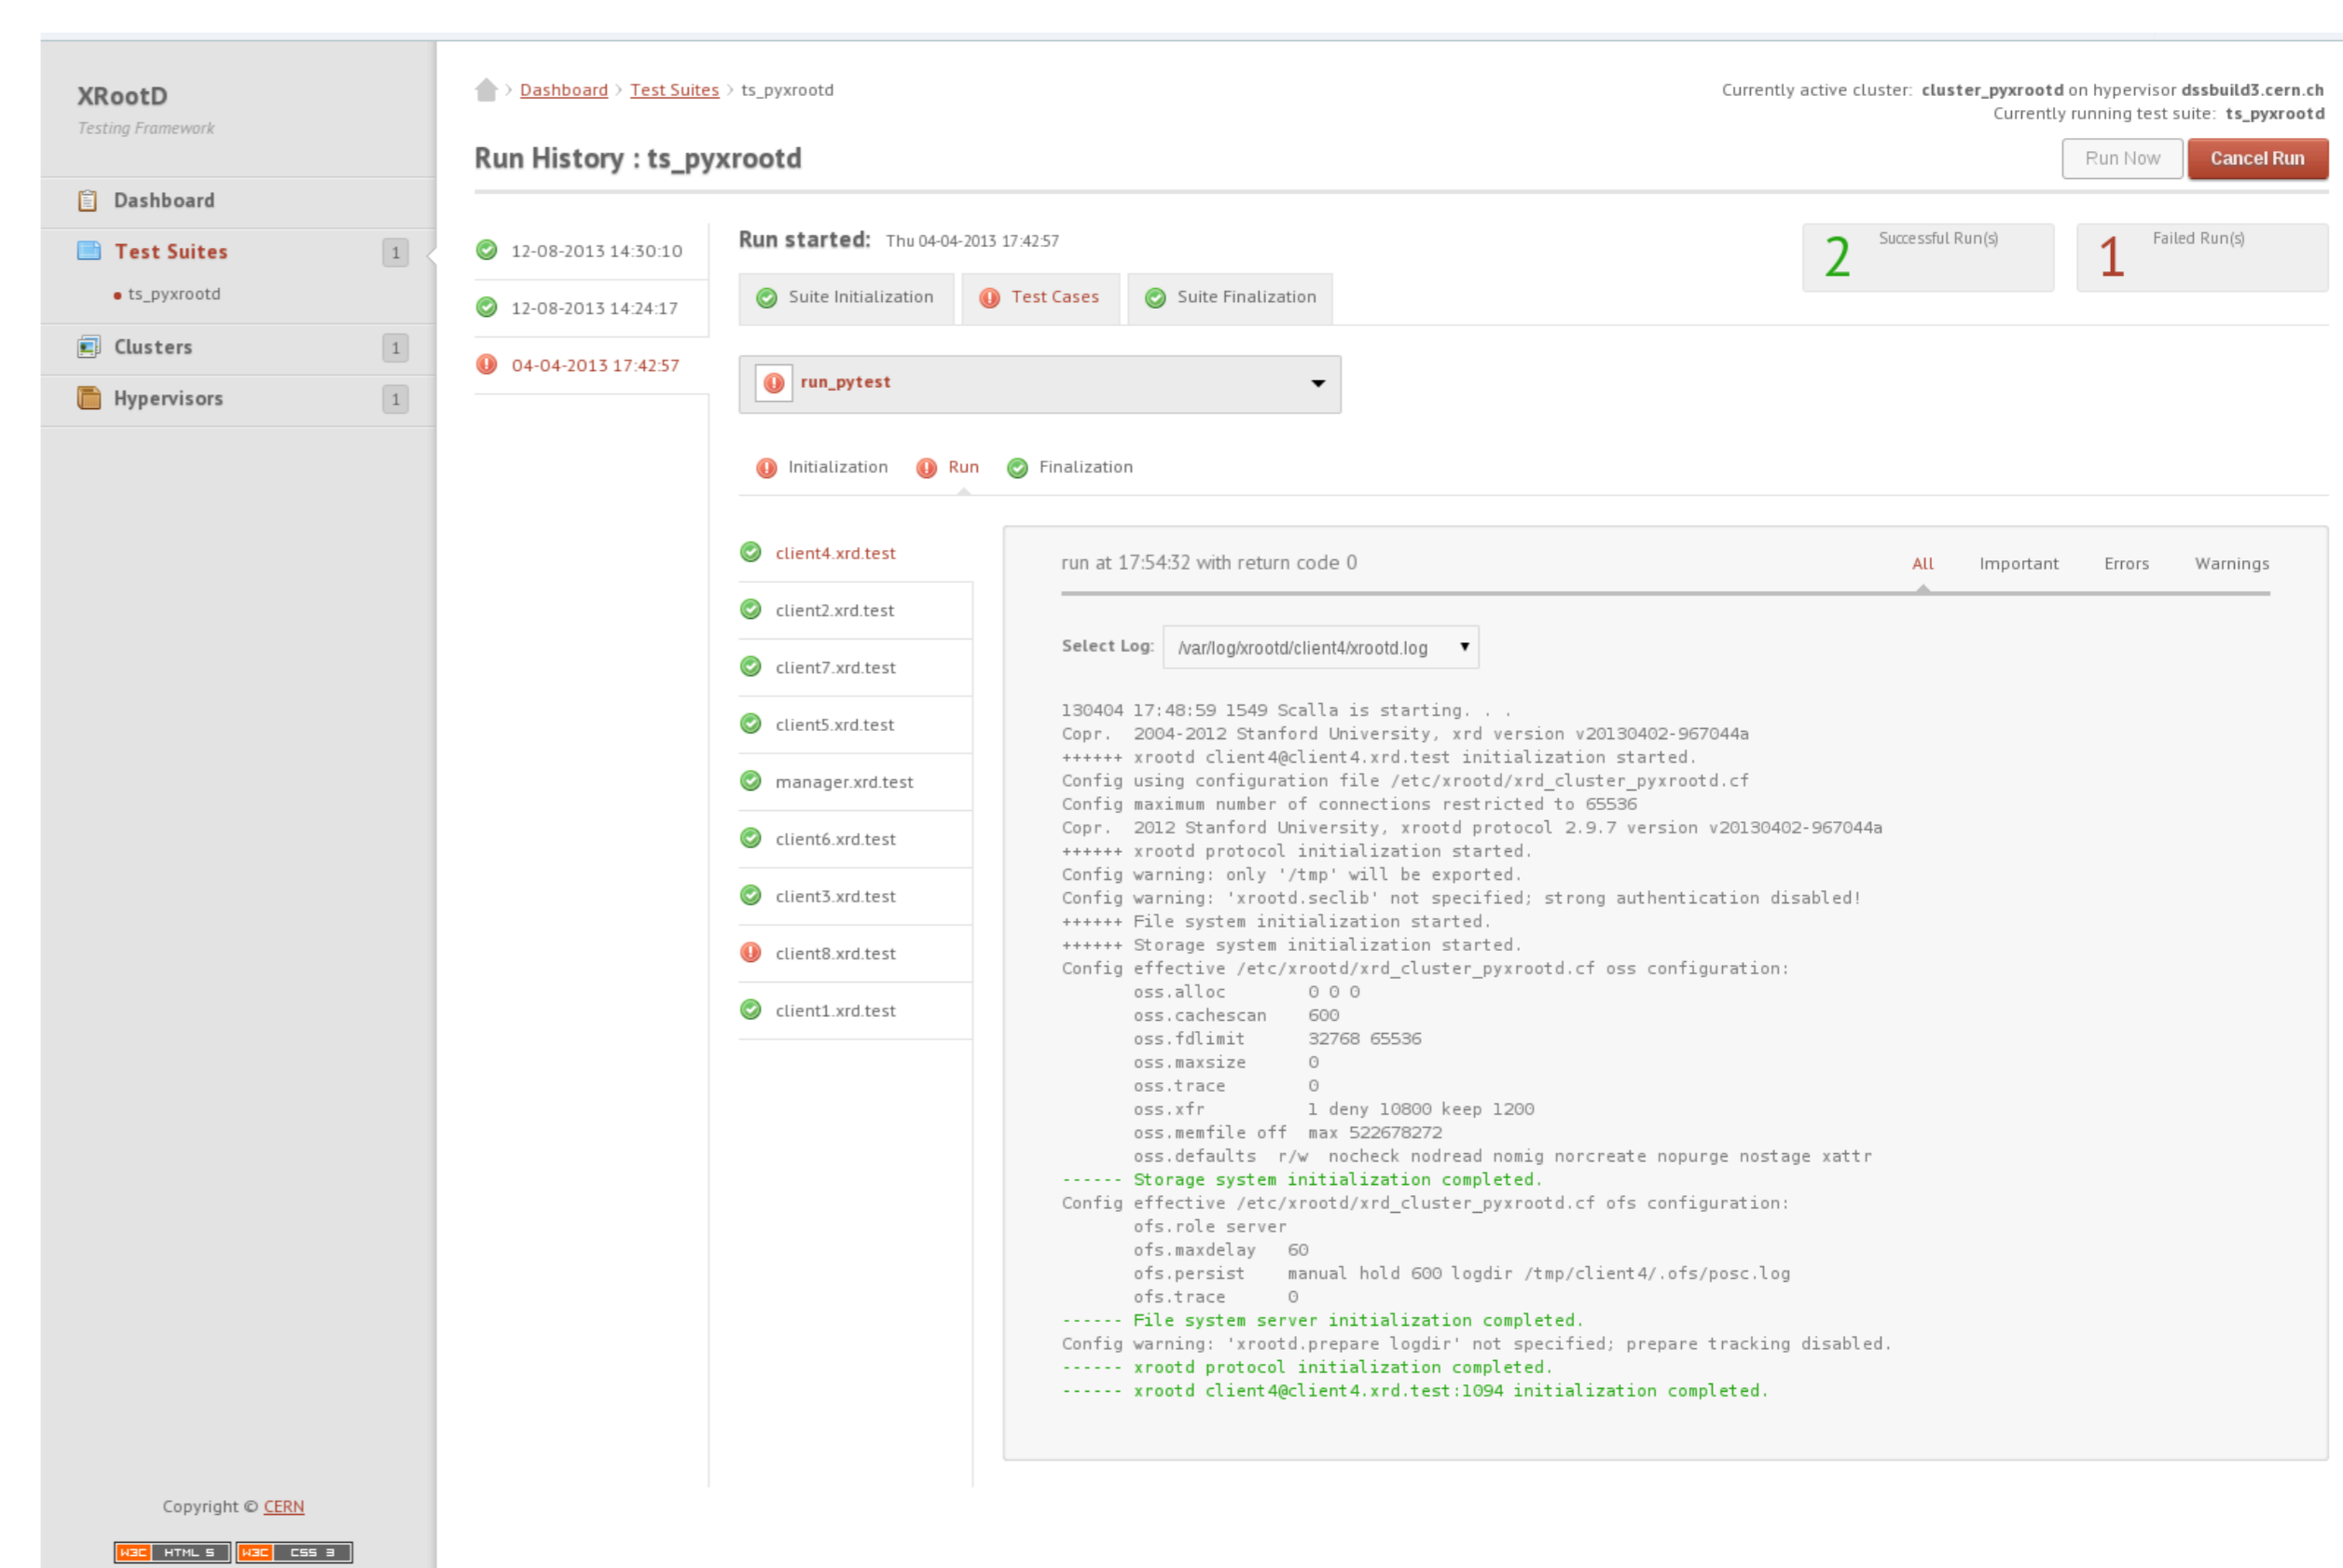 XRootD
Testing Framework
Dashboard
Test Suites 1
ts_pyxrootd
Clusters 1
Hypervisors 1
Copyright © CERN
W3C HTML 5 W3C CSS 3
Dashboard Test Suites ts_pyxrootd
Currently active cluster: cluster_pyxrootd on hypervisor dssbuild3.cern.ch
Currently running test suite: ts_pyxrootd
Run History : ts_pyxrootd
Run Now Cancel Run
12-08-2013 14:30:10
12-08-2013 14:24:17
04-04-2013 17:42:57
Run started: Thu 04-04-2013 17:42:57
2 Successful Run(s)
1 Failed Run(s)
Suite Initialization Test Cases Suite Finalization
run_pytest
Initialization Run Finalization
client4.xrd.test
client2.xrd.test
client7.xrd.test
client5.xrd.test
manager.xrd.test
client6.xrd.test
client3.xrd.test
client8.xrd.test
client1.xrd.test
run at 17:54:32 with return code 0
All Important Errors Warnings
Select Log: /var/log/xrootd/client4/xrootd.log
130404 17:48:59 1549 Scalla is starting. . .
Copr.  2004-2012 Stanford University, xrd version v20130402-967044a
++++++ xrootd client4@client4.xrd.test initialization started.
Config using configuration file /etc/xrootd/xrd_cluster_pyxrootd.cf
Config maximum number of connections restricted to 65536
Copr.  2012 Stanford University, xrootd protocol 2.9.7 version v20130402-967044a
++++++ xrootd protocol initialization started.
Config warning: only '/tmp' will be exported.
Config warning: 'xrootd.seclib' not specified; strong authentication disabled!
++++++ File system initialization started.
++++++ Storage system initialization started.
Config effective /etc/xrootd/xrd_cluster_pyxrootd.cf oss configuration:
oss.alloc        0 0 0
oss.cachescan    600
oss.fdlimit      32768 65536
oss.maxsize      0
oss.trace        0
oss.xfr          1 deny 10800 keep 1200
oss.memfile off  max 522678272
oss.defaults  r/w  nocheck nodread nomig norcreate nopurge nostage xattr
------ Storage system initialization completed.
Config effective /etc/xrootd/xrd_cluster_pyxrootd.cf ofs configuration:
ofs.role server
ofs.maxdelay   60
ofs.persist    manual hold 600 logdir /tmp/client4/.ofs/posc.log
ofs.trace      0
------ File system server initialization completed.
Config warning: 'xrootd.prepare logdir' not specified; prepare tracking disabled.
------ xrootd protocol initialization completed.
------ xrootd client4@client4.xrd.test:1094 initialization completed.